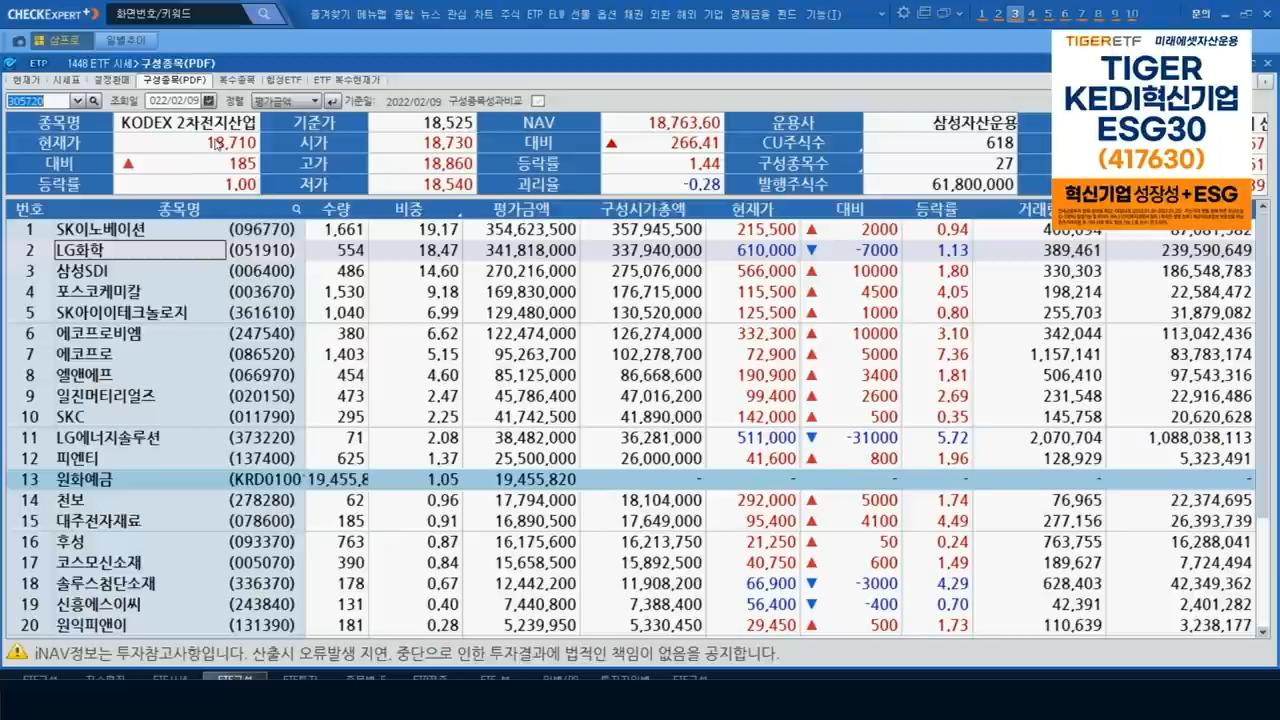 CHECKEXPERT+ 화면번호/키워드 즐겨찾기 메뉴맵 종합 뉴스 관심 차트 주식 ETP ELW 선물 옵션 채권 외환 해외 기업 경제금융 펀드 기능(I) 1 2 3 4 5 6 7 8 9 10 문의
삼프로 일별추이
ETP 1448 ETF 시세>구성종목(PDF)
현재가 시세표 결정판매 구성종목(PDF) 복수종목 합성ETF ETF 복수현재가
305720 조회일 022/02/09 정렬 평가금액 기준일: 2022/02/09 구성종목성과비교
TIGERETF 미래에셋자산운용
TIGER
KEDI혁신기업
ESG30
(417630)
혁신기업 성장성+ESG
종목명 KODEX 2차전지산업 기준가 18,525 NAV 18,763.60 운용사 삼성자산운용
현재가 18,710 시가 18,730 대비 ▲ 266.41 CU주식수 618
대비 ▲ 185 고가 18,860 등락률 1.44 구성종목수 27
등락률 1.00 저가 18,540 괴리율 -0.28 발행주식수 61,800,000
번호 종목명 수량 비중 평가금액 구성시가총액 현재가 대비 등락률
1 SK이노베이션 (096770) 1,661 19.17 354,623,500 357,945,500 215,500 ▲ 2000 0.94
2 LG화학 (051910) 554 18.47 341,818,000 337,940,000 610,000 ▼ -7000 1.13 389,461 239,590,649
3 삼성SDI (006400) 486 14.60 270,216,000 275,076,000 566,000 ▲ 10000 1.80 330,303 186,548,783
4 포스코케미칼 (003670) 1,530 9.18 169,830,000 176,715,000 115,500 ▲ 4500 4.05 198,214 22,584,472
5 SK아이이테크놀로지 (361610) 1,040 6.99 129,480,000 130,520,000 125,500 ▲ 1000 0.80 255,703 31,879,082
6 에코프로비엠 (247540) 380 6.62 122,474,000 126,274,000 332,300 ▲ 10000 3.10 342,044 113,042,436
7 에코프로 (086520) 1,403 5.15 95,263,700 102,278,700 72,900 ▲ 5000 7.36 1,157,141 83,783,174
8 엘앤에프 (066970) 454 4.60 85,125,000 86,668,600 190,900 ▲ 3400 1.81 506,410 97,543,316
9 일진머티리얼즈 (020150) 473 2.47 45,786,400 47,016,200 99,400 ▲ 2600 2.69 231,548 22,916,486
10 SKC (011790) 295 2.25 41,742,500 41,890,000 142,000 ▲ 500 0.35 145,758 20,620,628
11 LG에너지솔루션 (373220) 71 2.08 38,482,000 36,281,000 511,000 ▼ -31000 5.72 2,070,704 1,088,038,113
12 피엔티 (137400) 625 1.37 25,500,000 26,000,000 41,600 ▲ 800 1.96 128,929 5,323,491
13 원화예금 (KRD0100 19,455,8 1.05 19,455,820 - - - - - -
14 천보 (278280) 62 0.96 17,794,000 18,104,000 292,000 ▲ 5000 1.74 76,965 22,374,695
15 대주전자재료 (078600) 185 0.91 16,890,500 17,649,000 95,400 ▲ 4100 4.49 277,156 26,393,739
16 후성 (093370) 763 0.87 16,175,600 16,213,750 21,250 ▲ 50 0.24 763,755 16,288,041
17 코스모신소재 (005070) 390 0.84 15,658,500 15,892,500 40,750 ▲ 600 1.49 189,627 7,724,494
18 솔루스첨단소재 (336370) 178 0.67 12,442,200 11,908,200 66,900 ▼ -3000 4.29 628,403 42,349,362
19 신흥에스이씨 (243840) 131 0.40 7,440,800 7,388,400 56,400 ▼ -400 0.70 42,391 2,401,282
20 원익피앤이 (131390) 181 0.28 5,239,950 5,330,450 29,450 ▲ 500 1.73 110,639 3,238,177
iNAV정보는 투자참고사항입니다. 산출시 오류발생 지연, 중단으로 인한 투자결과에 법적인 책임이 없음을 공지합니다.